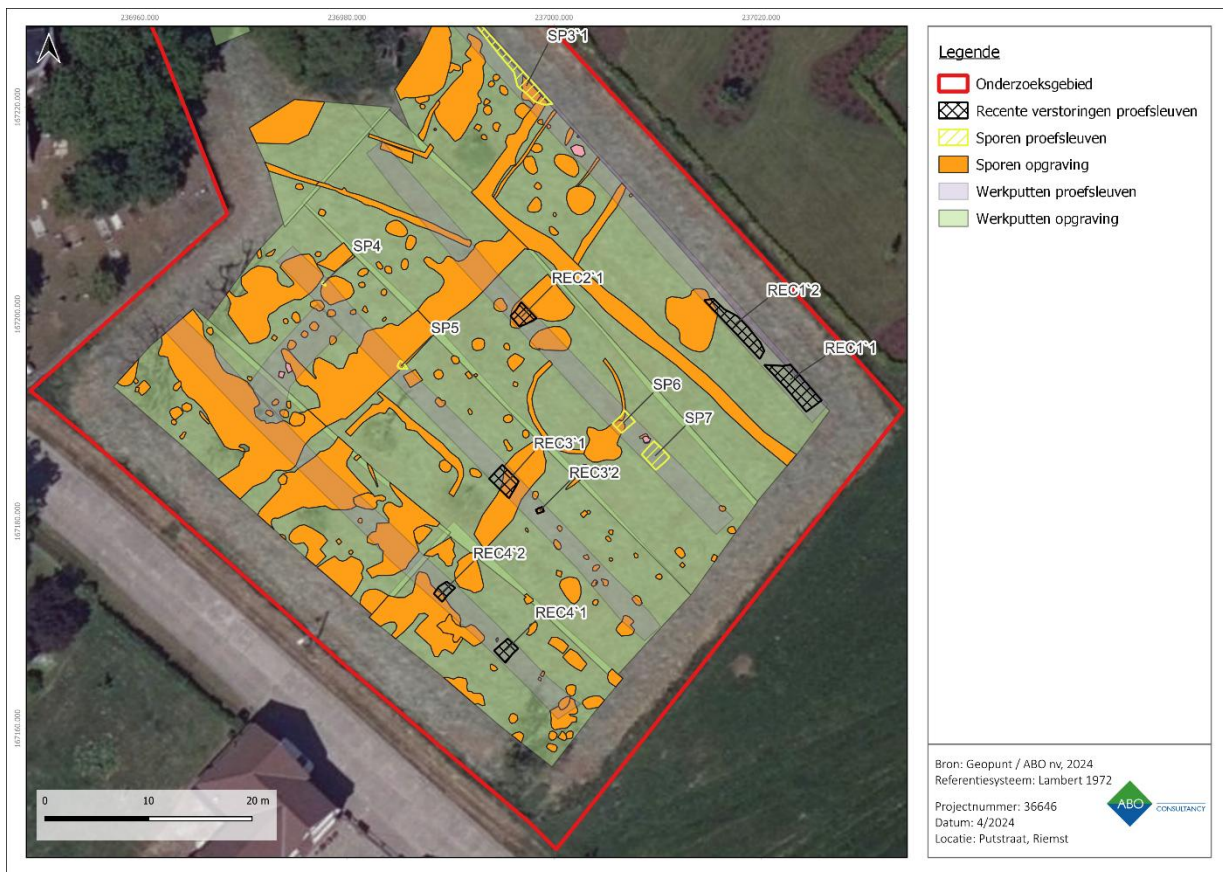 236960.000
236980.000
237000.000
237020.000
167220.000
167200.000
167180.000
167160.000
SP3`1
SP4
REC2`1
REC1`2
SP5
REC1`1
SP6
SP7
REC3`1
REC3`2
REC4`2
REC4`1
0 10 20 m
Legende
Onderzoeksgebied
Recente verstoringen proefsleuven
Sporen proefsleuven
Sporen opgraving
Werkputten proefsleuven
Werkputten opgraving
Bron: Geopunt / ABO nv, 2024
Referentiesysteem: Lambert 1972
Projectnummer: 36646
Datum: 4/2024
Locatie: Putstraat, Riemst
ABO
CONSULTANCY